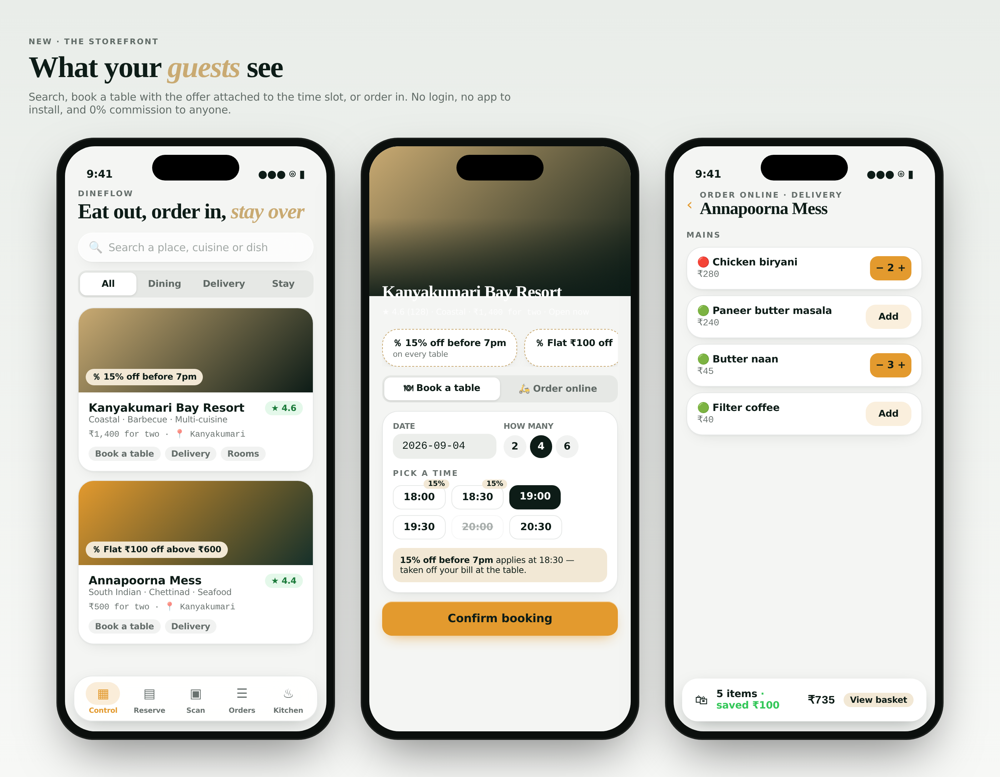 NEW · THE STOREFRONT
What your guests see
Search, book a table with the offer attached to the time slot, or order in. No login, no app to
install, and 0% commission to anyone.
9:41
DINEFLOW
Eat out, order in, stay over
🔍 Search a place, cuisine or dish
All Dining Delivery Stay
% 15% off before 7pm
Kanyakumari Bay Resort ★ 4.6
Coastal · Barbecue · Multi-cuisine
₹1,400 for two · 📍 Kanyakumari
Book a table Delivery Rooms
% Flat ₹100 off above ₹600
Annapoorna Mess ★ 4.4
South Indian · Chettinad · Seafood
₹500 for two · 📍 Kanyakumari
Book a table Delivery
Control Reserve Scan Orders Kitchen
Kanyakumari Bay Resort
★ 4.6 (128) · Coastal · ₹1,400 for two · Open now
% 15% off before 7pm
on every table
% Flat ₹100 off
🍽 Book a table 🛵 Order online
DATE HOW MANY
2026-09-04 2 4 6
PICK A TIME
15% 15%
18:00 18:30 19:00
19:30 20:00 20:30
15% off before 7pm applies at 18:30 —
taken off your bill at the table.
Confirm booking
9:41
ORDER ONLINE · DELIVERY
‹ Annapoorna Mess
MAINS
🔴 Chicken biryani
₹280
− 2 +
🟢 Paneer butter masala
₹240
Add
🟢 Butter naan
₹45
− 3 +
🟢 Filter coffee
₹40
Add
5 items ·
saved ₹100
₹735 View basket